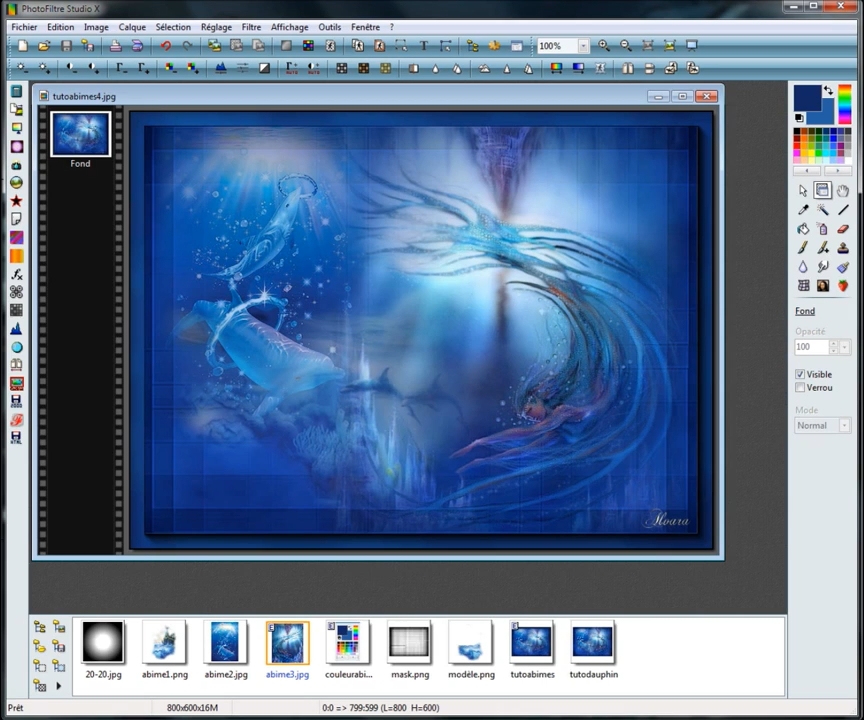 PhotoFiltre Studio X
Fichier Edition Image Calque Sélection Réglage Filtre Affichage Outils Fenêtre ?
100%
tutoabimes4.jpg
Fond
Fond
Opacité
100
Visible
Verrou
Mode
Normal
20-20.jpg abime1.png abime2.jpg abime3.jpg couleurabi... mask.png modèle.png tutoabimes tutodauphin
Prêt 800x600x16M 0:0 => 799:599 (L=800 H=600)